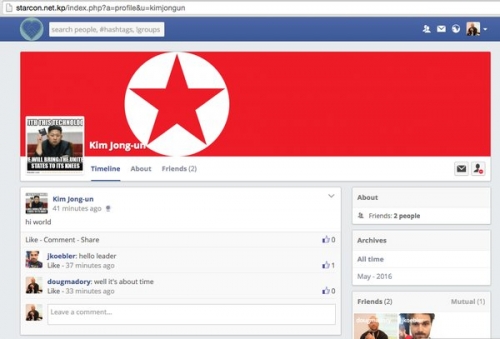 starcon.net.kp/index.php?a=profile&u=kimjongun
search people, #hashtags, !groups
WITH THIS TECHNOLOG
WILL BRING THE UNITE
STATES TO ITS KNEES
Kim Jong-un
Timeline About Friends (2)
Kim Jong-un
41 minutes ago
hi world
Like - Comment - Share 0
jkoebler: hello leader
Like - 37 minutes ago 1
dougmadory: well it's about time
Like - 33 minutes ago 0
Leave a comment...
About
Friends: 2 people
Archives
All time
May - 2016
Friends (2) Mutual (1)